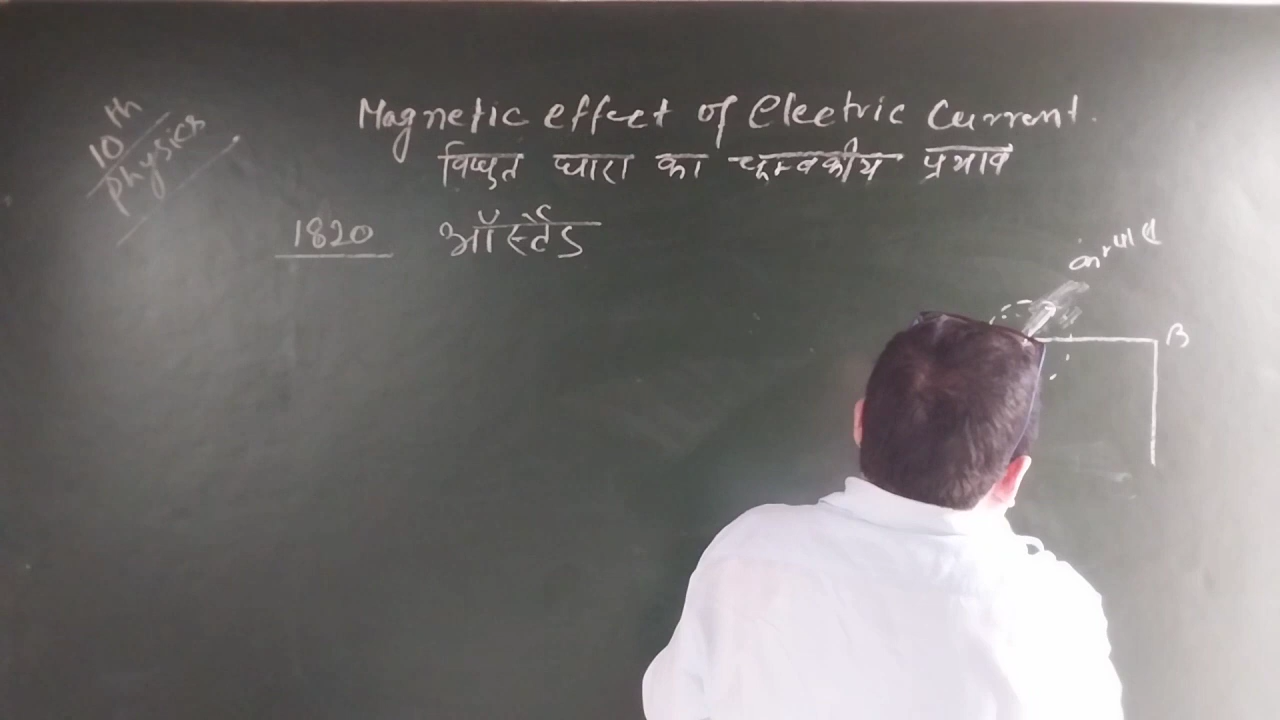 10th
physics
Magnetic effect of Electric Current.
विधुत धारा का चूम्बकीय प्रभाव
1820 ऑर्स्टेड
B